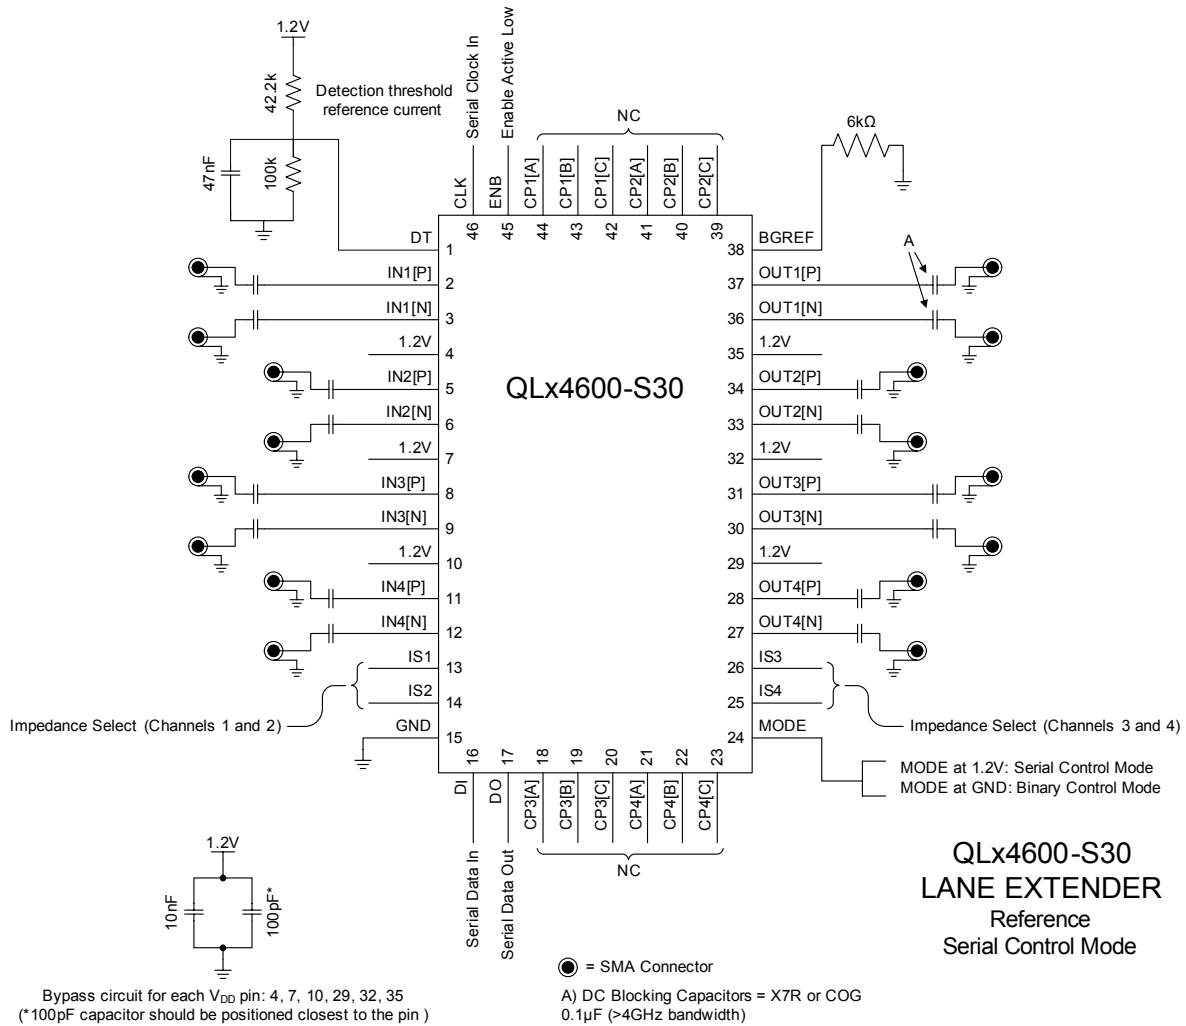 1.2V
42.2k
Detection threshold
reference current
47nF
100k
Serial Clock In
Enable Active Low
NC
6kΩ
CLK
ENB
CP1[A]
CP1[B]
CP1[C]
CP2[A]
CP2[B]
CP2[C]
46
45
44
43
42
41
40
39
DT
1
IN1[P]
2
IN1[N]
3
1.2V
4
IN2[P]
5
IN2[N]
6
1.2V
7
IN3[P]
8
IN3[N]
9
1.2V
10
IN4[P]
11
IN4[N]
12
IS1
13
IS2
14
GND
15
Impedance Select (Channels 1 and 2)
QLx4600-S30
38
BGREF
A
37
OUT1[P]
36
OUT1[N]
35
1.2V
34
OUT2[P]
33
OUT2[N]
32
1.2V
31
OUT3[P]
30
OUT3[N]
29
1.2V
28
OUT4[P]
27
OUT4[N]
26
IS3
25
IS4
24
MODE
Impedance Select (Channels 3 and 4)
MODE at 1.2V: Serial Control Mode
MODE at GND: Binary Control Mode
16
17
18
19
20
21
22
23
DI
DO
CP3[A]
CP3[B]
CP3[C]
CP4[A]
CP4[B]
CP4[C]
Serial Data In
Serial Data Out
NC
1.2V
10nF
100pF*
Bypass circuit for each VDD pin: 4, 7, 10, 29, 32, 35
(*100pF capacitor should be positioned closest to the pin )
= SMA Connector
A) DC Blocking Capacitors = X7R or COG
0.1µF (>4GHz bandwidth)
QLx4600-S30
LANE EXTENDER
Reference
Serial Control Mode